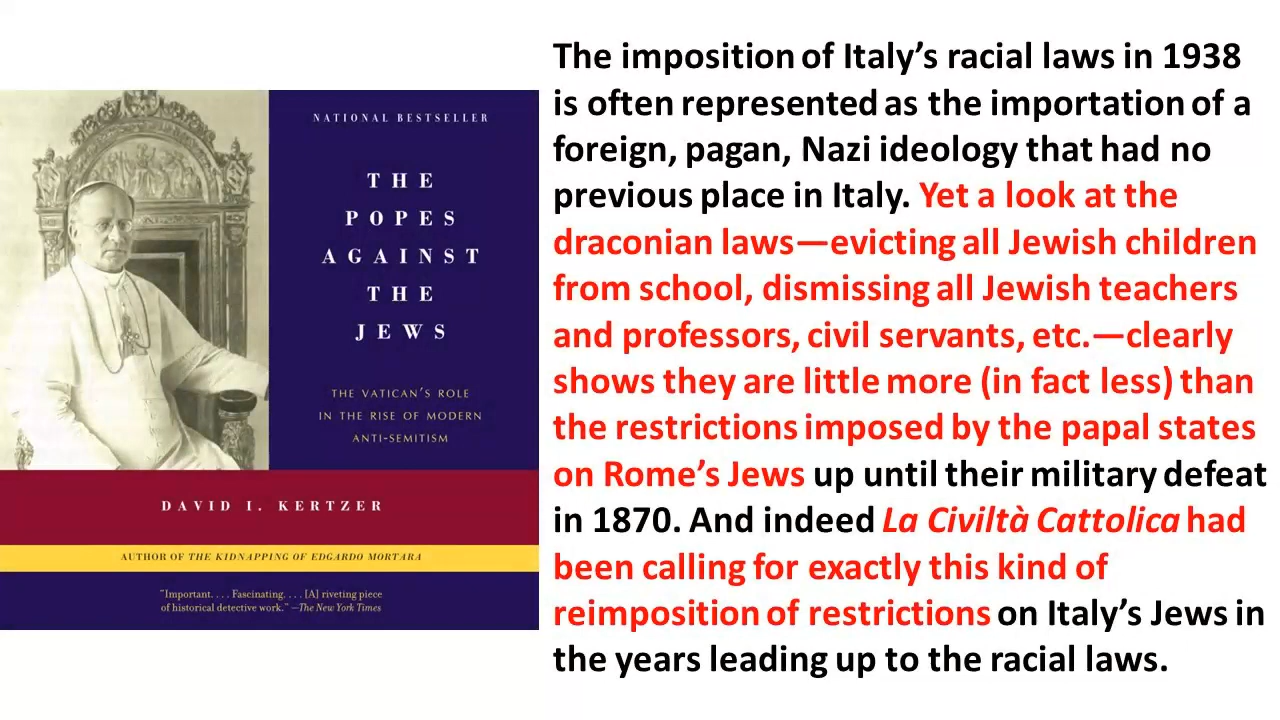 NATIONAL BESTSELLER
THE
POPES
AGAINST
THE
JEWS
THE VATICAN'S ROLE
IN THE RISE OF MODERN
ANTI-SEMITISM
DAVID I. KERTZER
AUTHOR OF THE KIDNAPPING OF EDGARDO MORTARA
"Important. . . . Fascinating. . . . [A] riveting piece
of historical detective work." —The New York Times
The imposition of Italy’s racial laws in 1938
is often represented as the importation of a
foreign, pagan, Nazi ideology that had no
previous place in Italy. Yet a look at the
draconian laws—evicting all Jewish children
from school, dismissing all Jewish teachers
and professors, civil servants, etc.—clearly
shows they are little more (in fact less) than
the restrictions imposed by the papal states
on Rome’s Jews up until their military defeat
in 1870. And indeed La Civiltà Cattolica had
been calling for exactly this kind of
reimposition of restrictions on Italy’s Jews in
the years leading up to the racial laws.